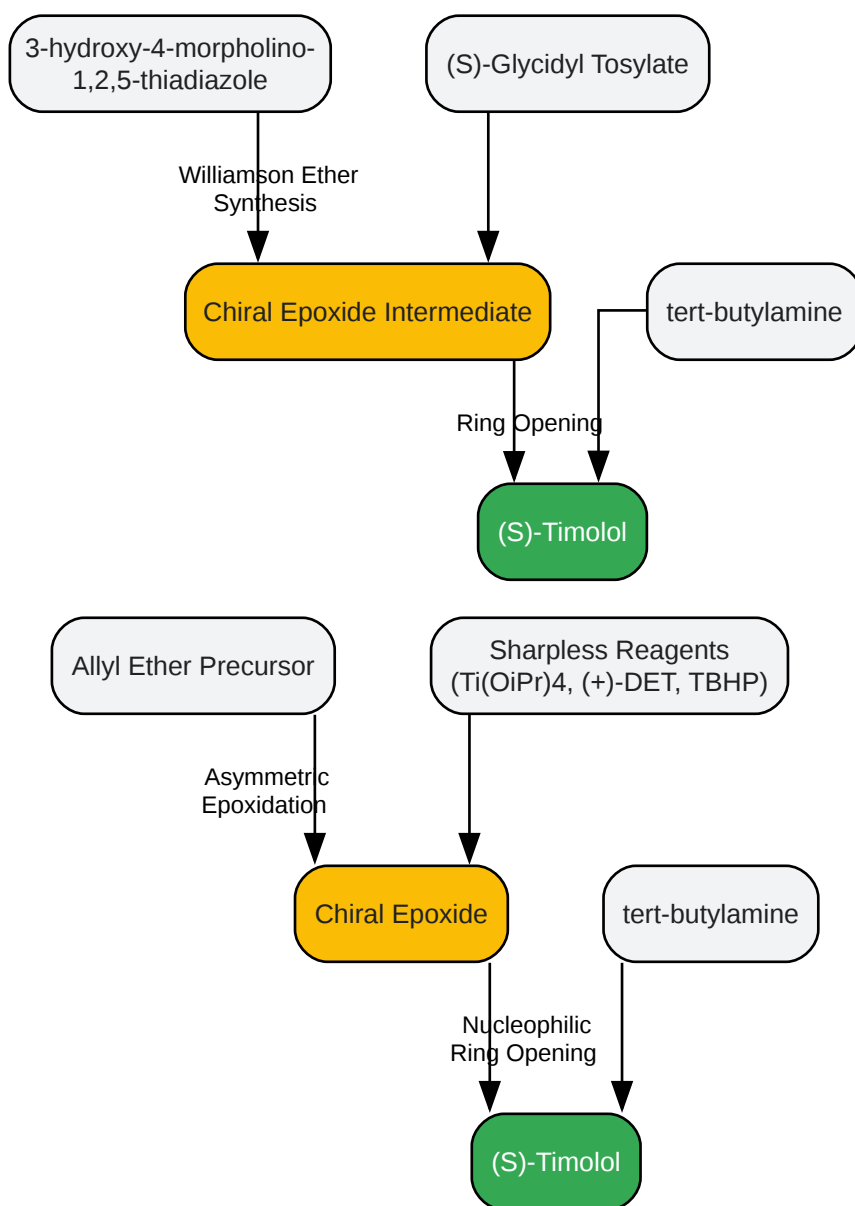 3-hydroxy-4-morpholino-
1,2,5-thiadiazole
(S)-Glycidyl Tosylate
Williamson Ether
Synthesis
Chiral Epoxide Intermediate
tert-butylamine
Ring Opening
(S)-Timolol
Allyl Ether Precursor
Sharpless Reagents
(Ti(OiPr)4, (+)-DET, TBHP)
Asymmetric
Epoxidation
Chiral Epoxide
tert-butylamine
Nucleophilic
Ring Opening
(S)-Timolol